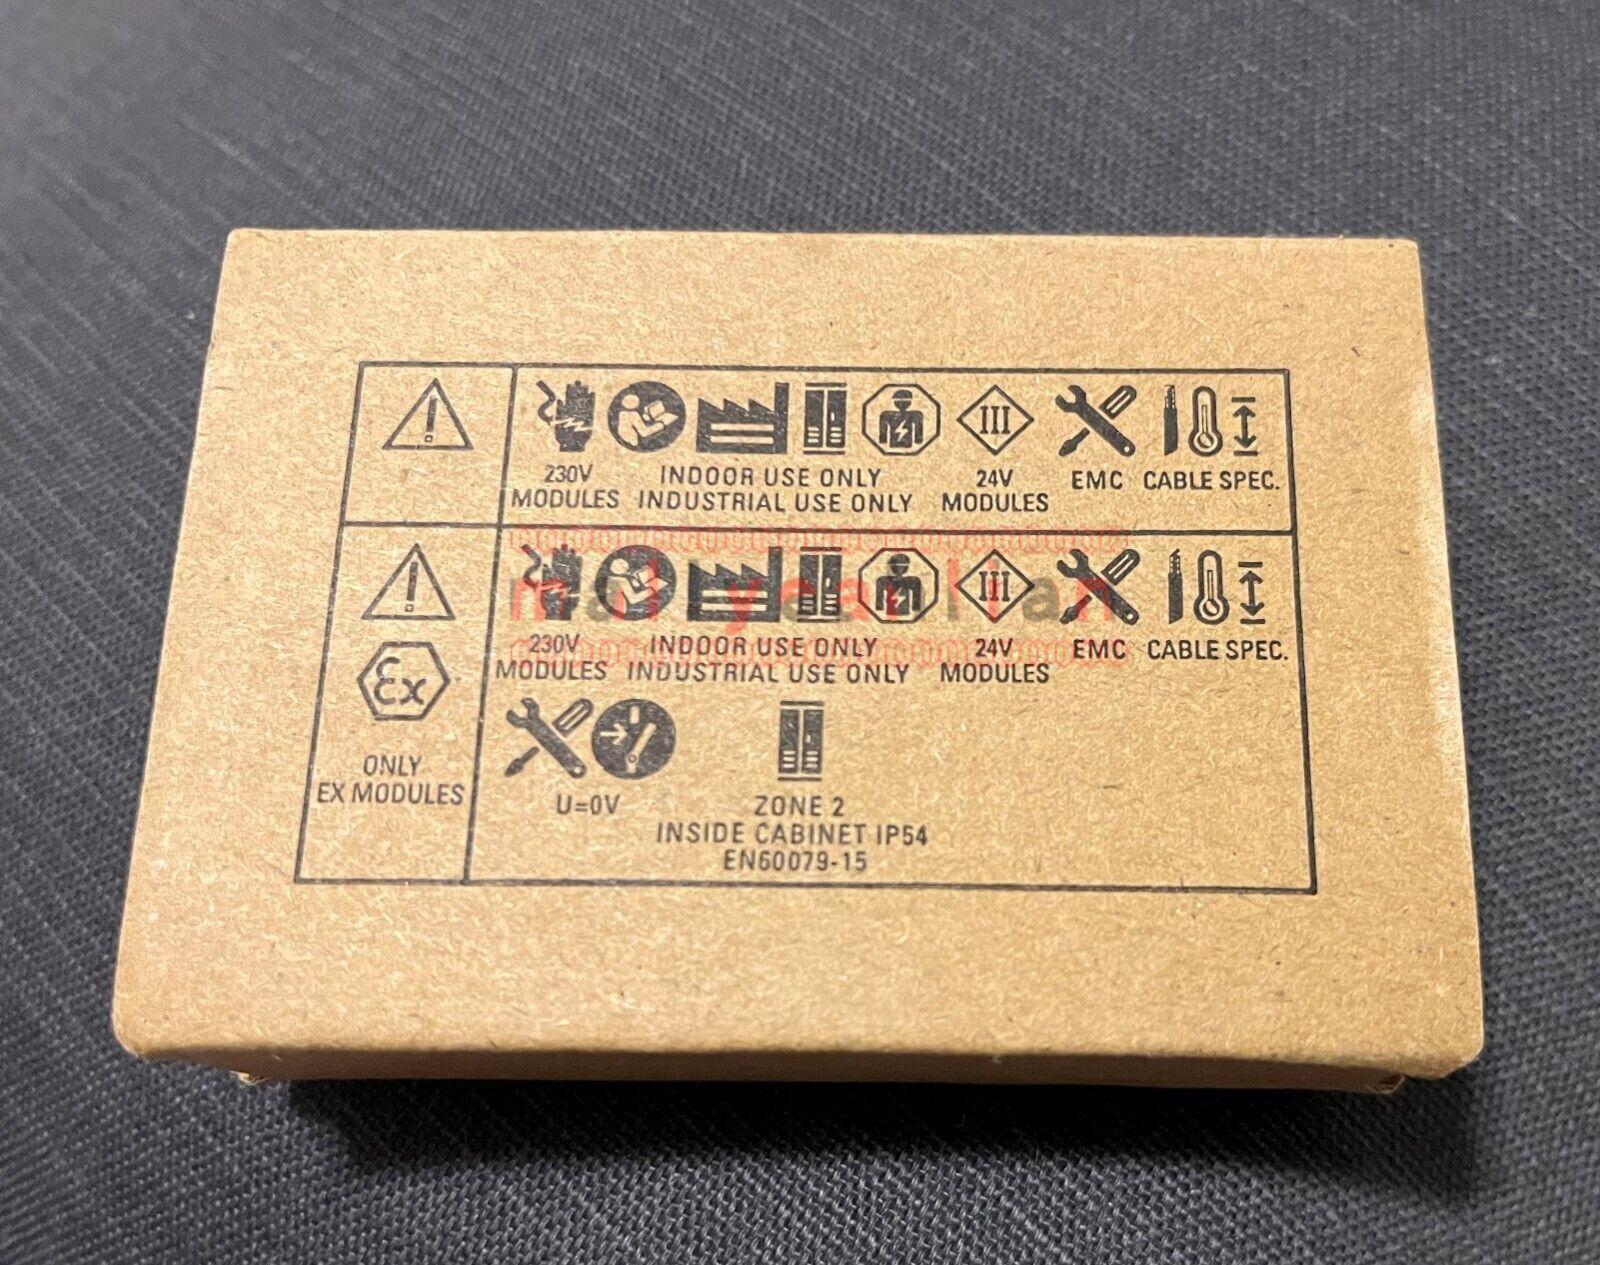 230V INDOOR USE ONLY 24V EMC CABLE SPEC.
MODULES INDUSTRIAL USE ONLY MODULES
230V INDOOR USE ONLY 24V EMC CABLE SPEC.
MODULES INDUSTRIAL USE ONLY MODULES
Ex
ONLY
EX MODULES
U=0V ZONE 2
INSIDE CABINET IP54
EN60079-15
III
III